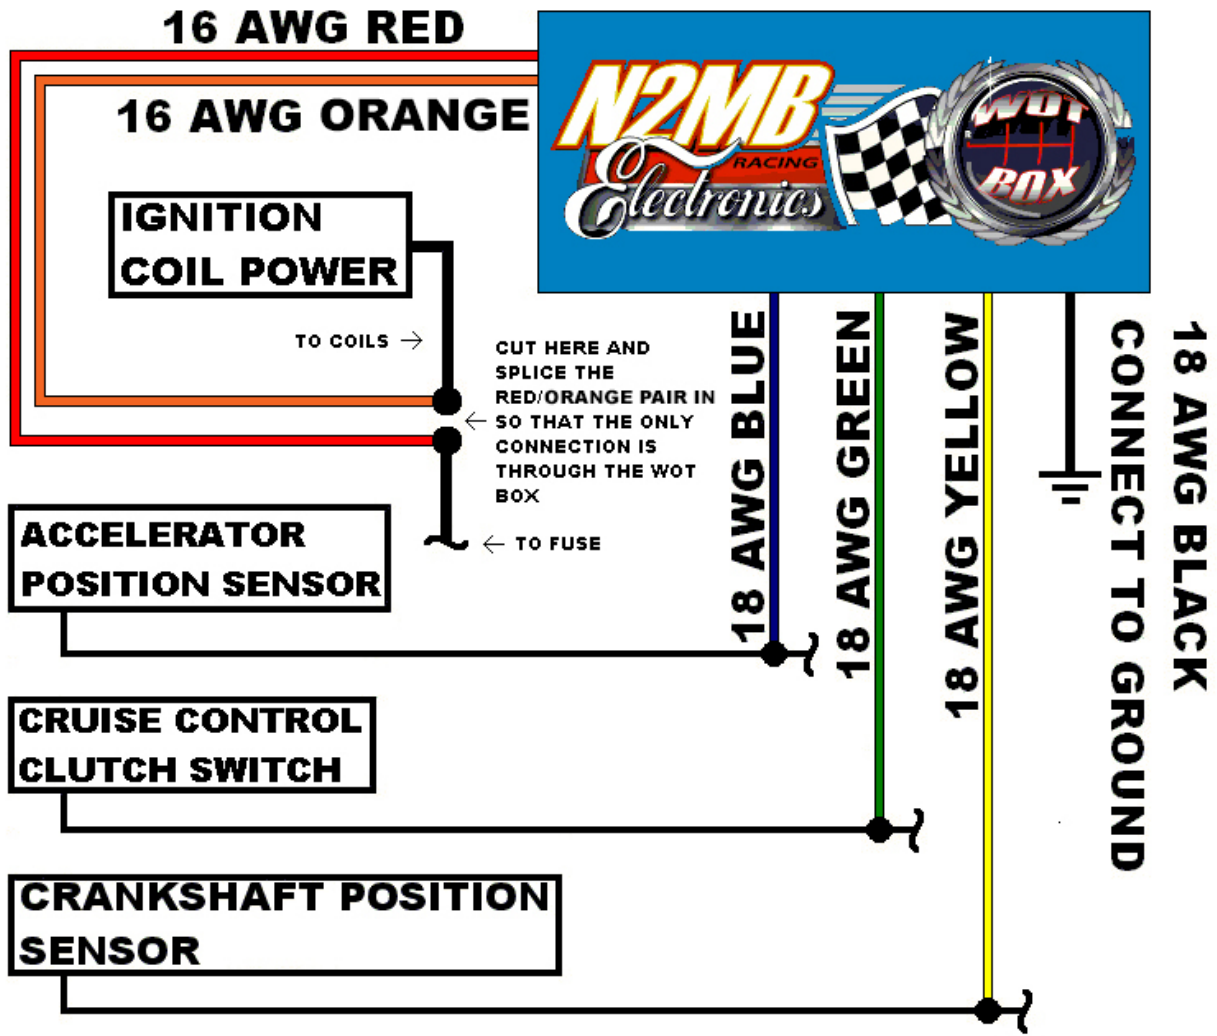 16 AWG RED
16 AWG ORANGE
N2MB
RACING
Electronics
WOT
BOX
IGNITION
COIL POWER
TO COILS →
CUT HERE AND
SPLICE THE
RED/ORANGE PAIR IN
← SO THAT THE ONLY
CONNECTION IS
THROUGH THE WOT
BOX
← TO FUSE
18 AWG BLUE
18 AWG GREEN
18 AWG YELLOW
18 AWG BLACK
CONNECT TO GROUND
ACCELERATOR
POSITION SENSOR
CRUISE CONTROL
CLUTCH SWITCH
CRANKSHAFT POSITION
SENSOR